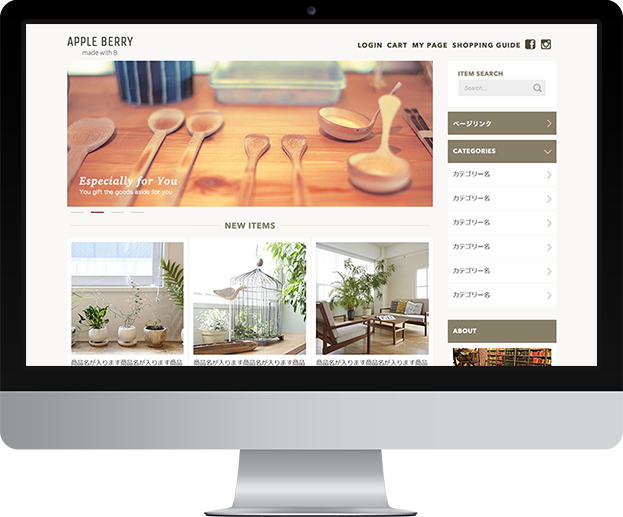 APPLE BERRY
made with B
LOGIN CART MY PAGE SHOPPING GUIDE
Especially for You
You gift the goods aside for you
NEW ITEMS
商品名が入ります商品名が入ります商品
商品名が入ります商品名が入ります商品
商品名が入ります商品名が入ります商品
ITEM SEARCH
Search...
ページリンク
CATEGORIES
カテゴリー名
カテゴリー名
カテゴリー名
カテゴリー名
カテゴリー名
カテゴリー名
ABOUT